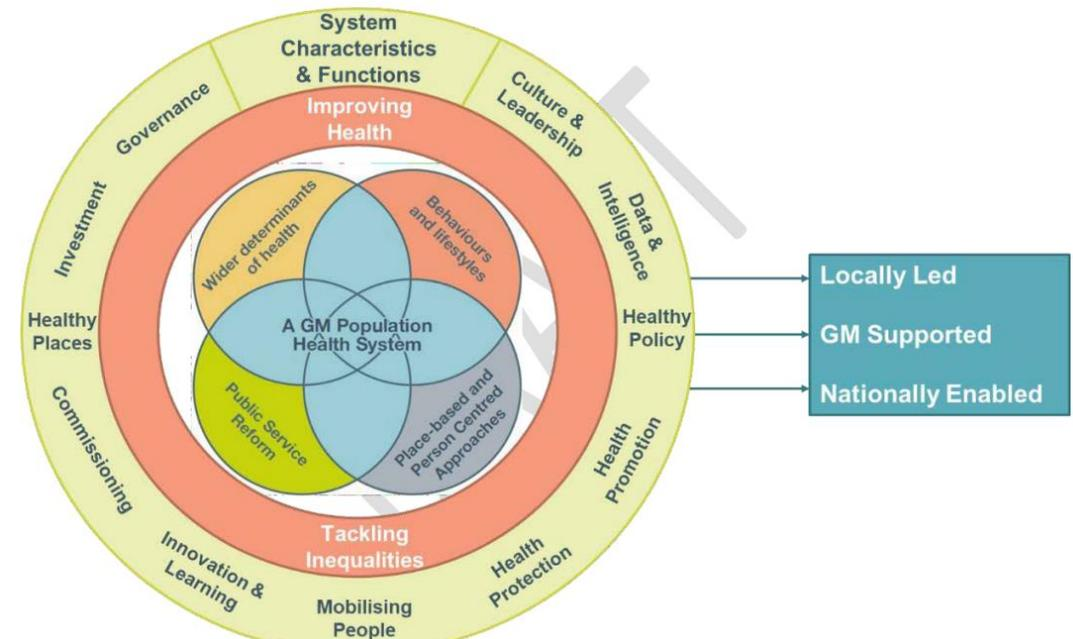 System
Characteristics
& Functions
Culture &
Leadership
Data &
Intelligence
Healthy
Policy
Health
Promotion
Health
Protection
Mobilising
People
Innovation &
Learning
Commissioning
Healthy
Places
Investment
Governance
Improving
Health
Tackling
Inequalities
Wider determinants
of health
Behaviours
and lifestyles
A GM Population
Health System
Public Service
Reform
Place-based and
Person Centred
Approaches
Locally Led
GM Supported
Nationally Enabled